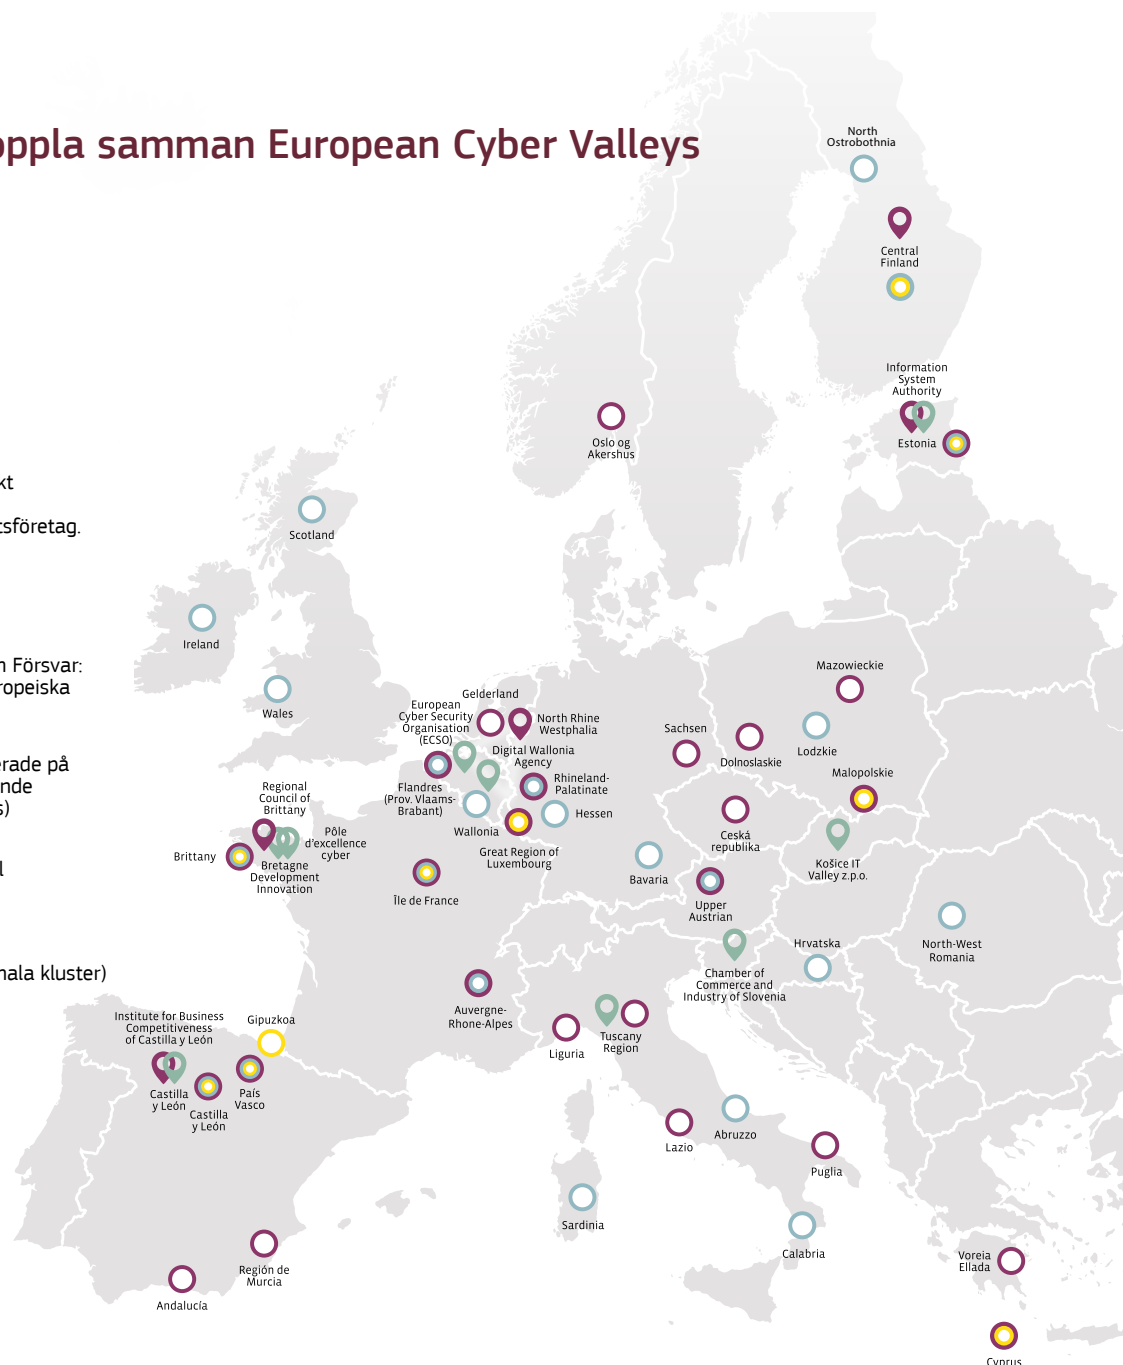 oppla samman European Cyber Valleys
kt
tsföretag.
n Försvar:
ropeiska
erade på
nde
s)
l
nala kluster)
North
Ostrobothnia
Central
Finland
Information
System
Authority
Estonia
Oslo og
Akershus
Scotland
Ireland
Wales
Gelderland
European
Cyber Security
Organisation
(ECSO)
North Rhine
Westphalia
Digital Wallonia
Agency
Flandres
(Prov. Vlaams-
Brabant)
Rhineland-
Palatinate
Hessen
Wallonia
Great Region of
Luxembourg
Mazowieckie
Sachsen
Dolnoslaskie
Lodzkie
Malopolskie
Ceská
republika
Košice IT
Valley z.p.o.
Regional
Council of
Brittany
Pôle
d'excellence
cyber
Brittany
Bretagne
Development
Innovation
Île de France
Bavaria
Upper
Austrian
Hrvatska
North-West
Romania
Chamber of
Commerce and
Industry of Slovenia
Auvergne-
Rhone-Alpes
Liguria
Tuscany
Region
Institute for Business
Competitiveness
of Castilla y León
Gipuzkoa
Castilla
y León
Castilla
y León
País
Vasco
Lazio
Abruzzo
Puglia
Sardinia
Calabria
Región de
Murcia
Andalucía
Voreia
Ellada
Cyprus